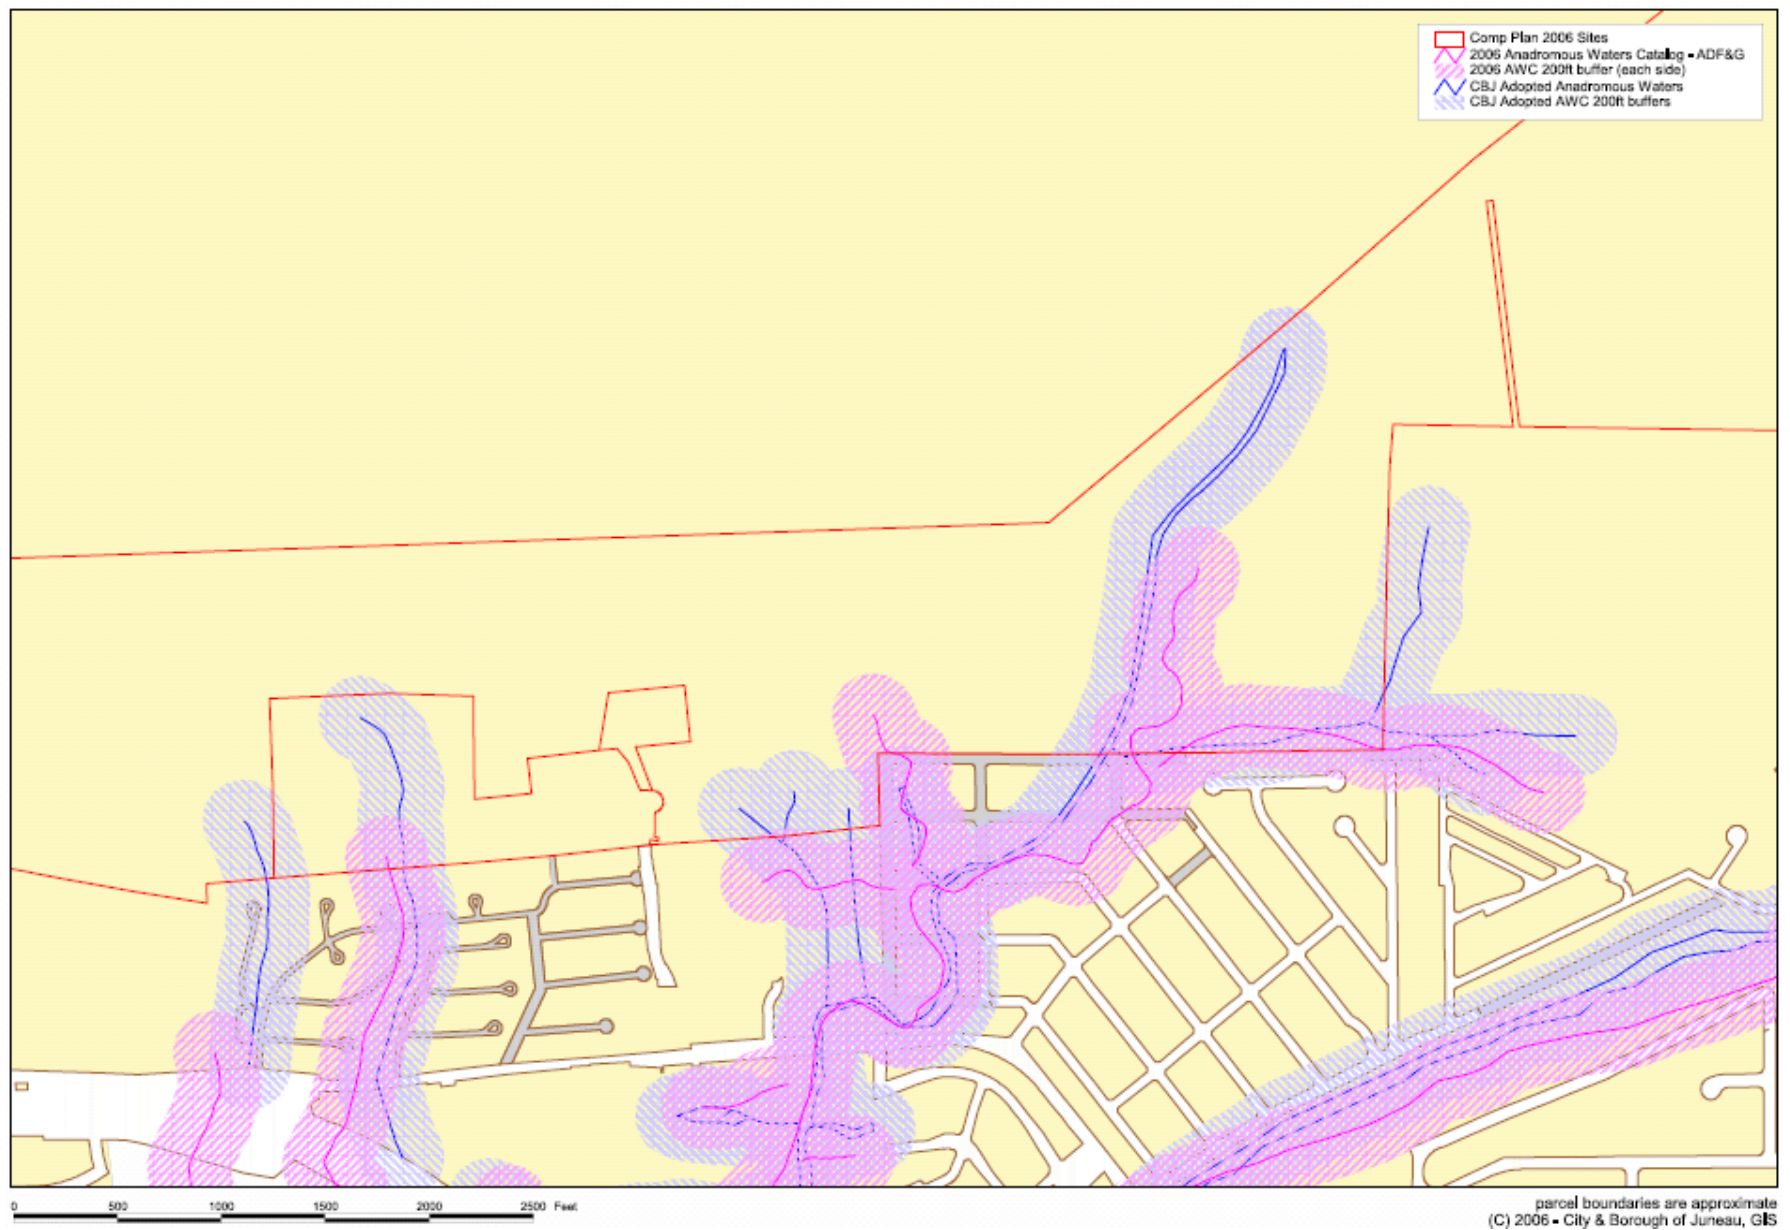 Comp Plan 2006 Sites
2006 Anadromous Waters Catalog - ADF&G
2006 AWC 200ft buffer (each side)
CBJ Adopted Anadromous Waters
CBJ Adopted AWC 200ft buffers
0 500 1000 1500 2000 2500 Feet
parcel boundaries are approximate
(C) 2006 - City & Borough of Juneau, GIS